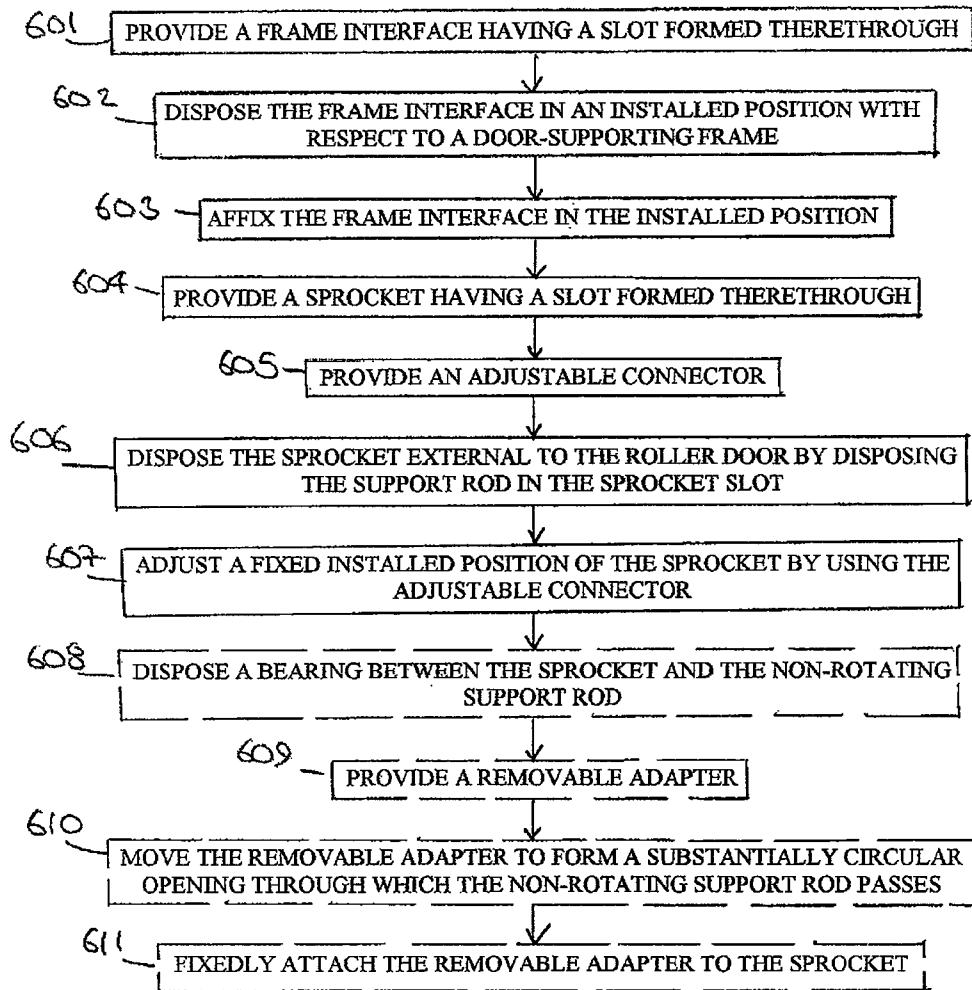 601 PROVIDE A FRAME INTERFACE HAVING A SLOT FORMED THERETHROUGH
602 DISPOSE THE FRAME INTERFACE IN AN INSTALLED POSITION WITH
RESPECT TO A DOOR-SUPPORTING FRAME
603 AFFIX THE FRAME INTERFACE IN THE INSTALLED POSITION
604 PROVIDE A SPROCKET HAVING A SLOT FORMED THERETHROUGH
605 PROVIDE AN ADJUSTABLE CONNECTOR
606 DISPOSE THE SPROCKET EXTERNAL TO THE ROLLER DOOR BY DISPOSING
THE SUPPORT ROD IN THE SPROCKET SLOT
607 ADJUST A FIXED INSTALLED POSITION OF THE SPROCKET BY USING THE
ADJUSTABLE CONNECTOR
608 DISPOSE A BEARING BETWEEN THE SPROCKET AND THE NON-ROTATING
SUPPORT ROD
609 PROVIDE A REMOVABLE ADAPTER
610 MOVE THE REMOVABLE ADAPTER TO FORM A SUBSTANTIALLY CIRCULAR
OPENING THROUGH WHICH THE NON-ROTATING SUPPORT ROD PASSES
611 FIXEDLY ATTACH THE REMOVABLE ADAPTER TO THE SPROCKET